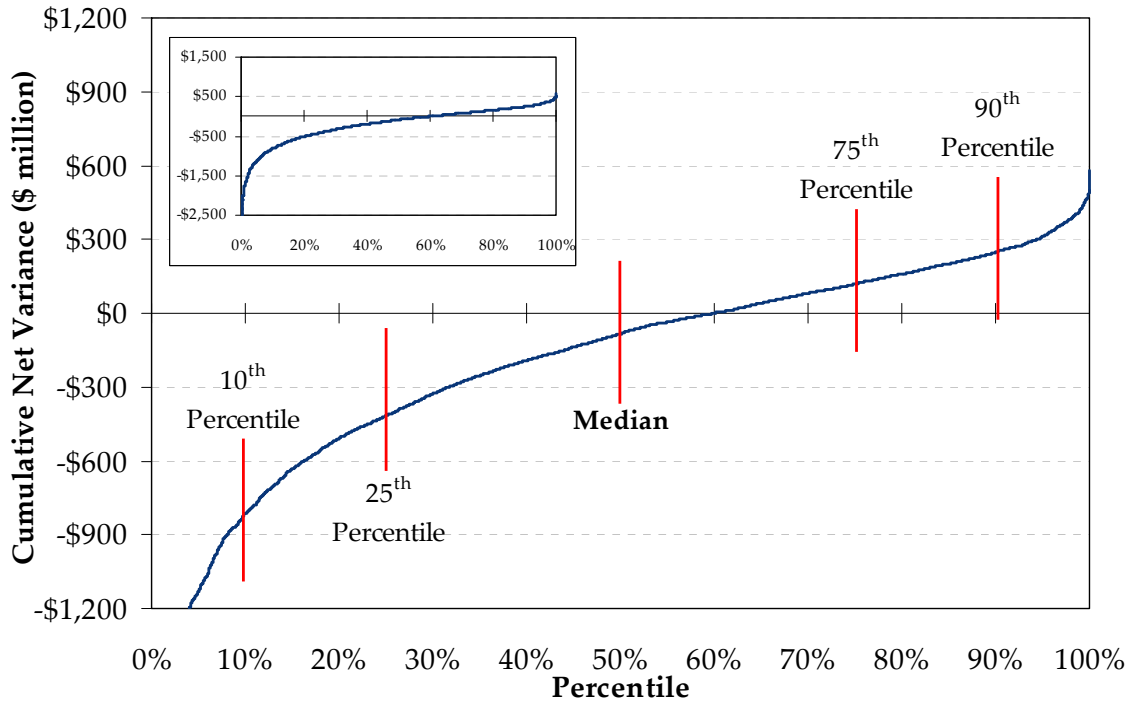 Cumulative Net Variance ($ million)
$1,200
$900
$600
$300
$0
-$300
-$600
-$900
-$1,200
$1,500
$500
-$500
-$1,500
-$2,500
0% 20% 40% 60% 80% 100%
10th
Percentile
25th
Percentile
Median
75th
Percentile
90th
Percentile
0% 10% 20% 30% 40% 50% 60% 70% 80% 90% 100%
Percentile